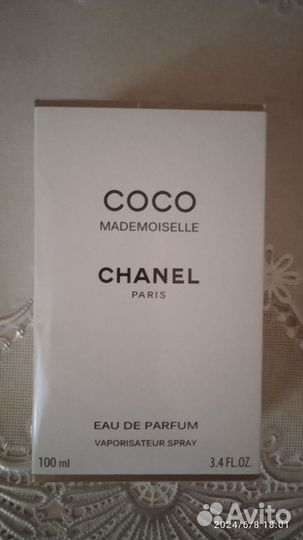 COCO
MADEMOISELLE
CHANEL
PARIS
EAU DE PARFUM
VAPORISATEUR SPRAY
100 ml 3.4 FL.OZ.
Avito
2024/6/8 18:01